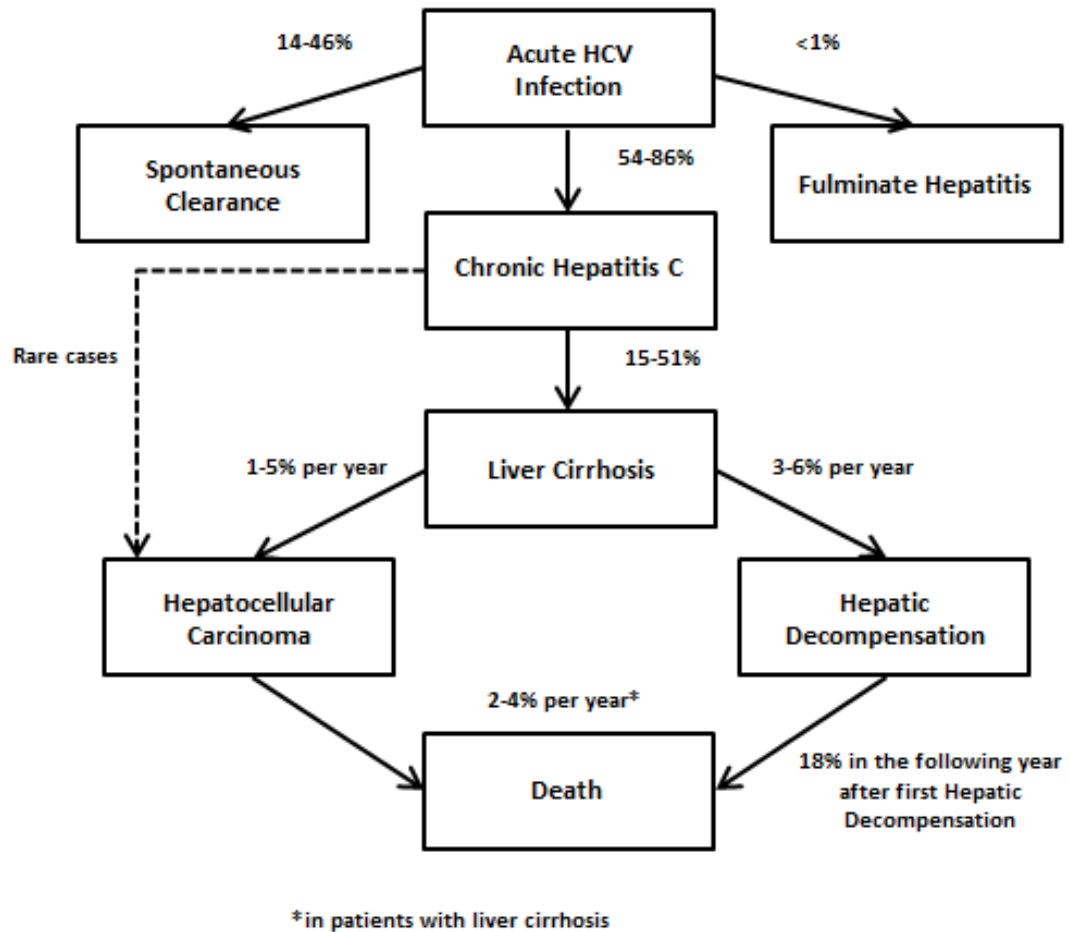 14-46%
Acute HCV
Infection
<1%
Spontaneous
Clearance
54-86%
Fulminate Hepatitis
Chronic Hepatitis C
Rare cases
15-51%
1-5% per year
Liver Cirrhosis
3-6% per year
Hepatocellular
Carcinoma
Hepatic
Decompensation
2-4% per year*
Death
18% in the following year
after first Hepatic
Decompensation
*in patients with liver cirrhosis